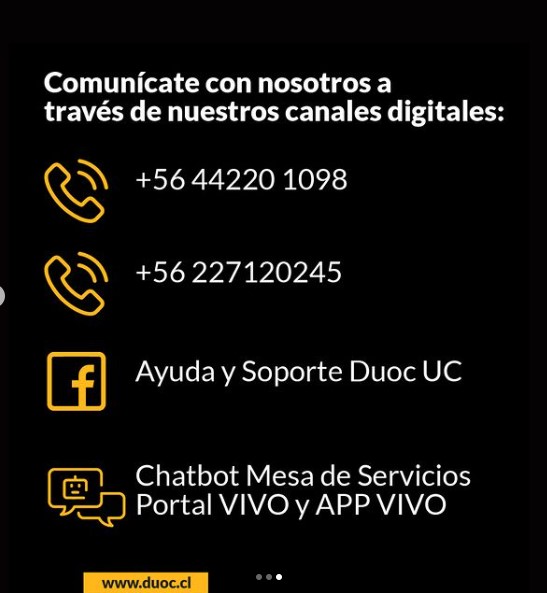 Comunícate con nosotros a
través de nuestros canales digitales:
+56 44220 1098
+56 227120245
Ayuda y Soporte Duoc UC
Chatbot Mesa de Servicios
Portal VIVO y APP VIVO
www.duoc.cl